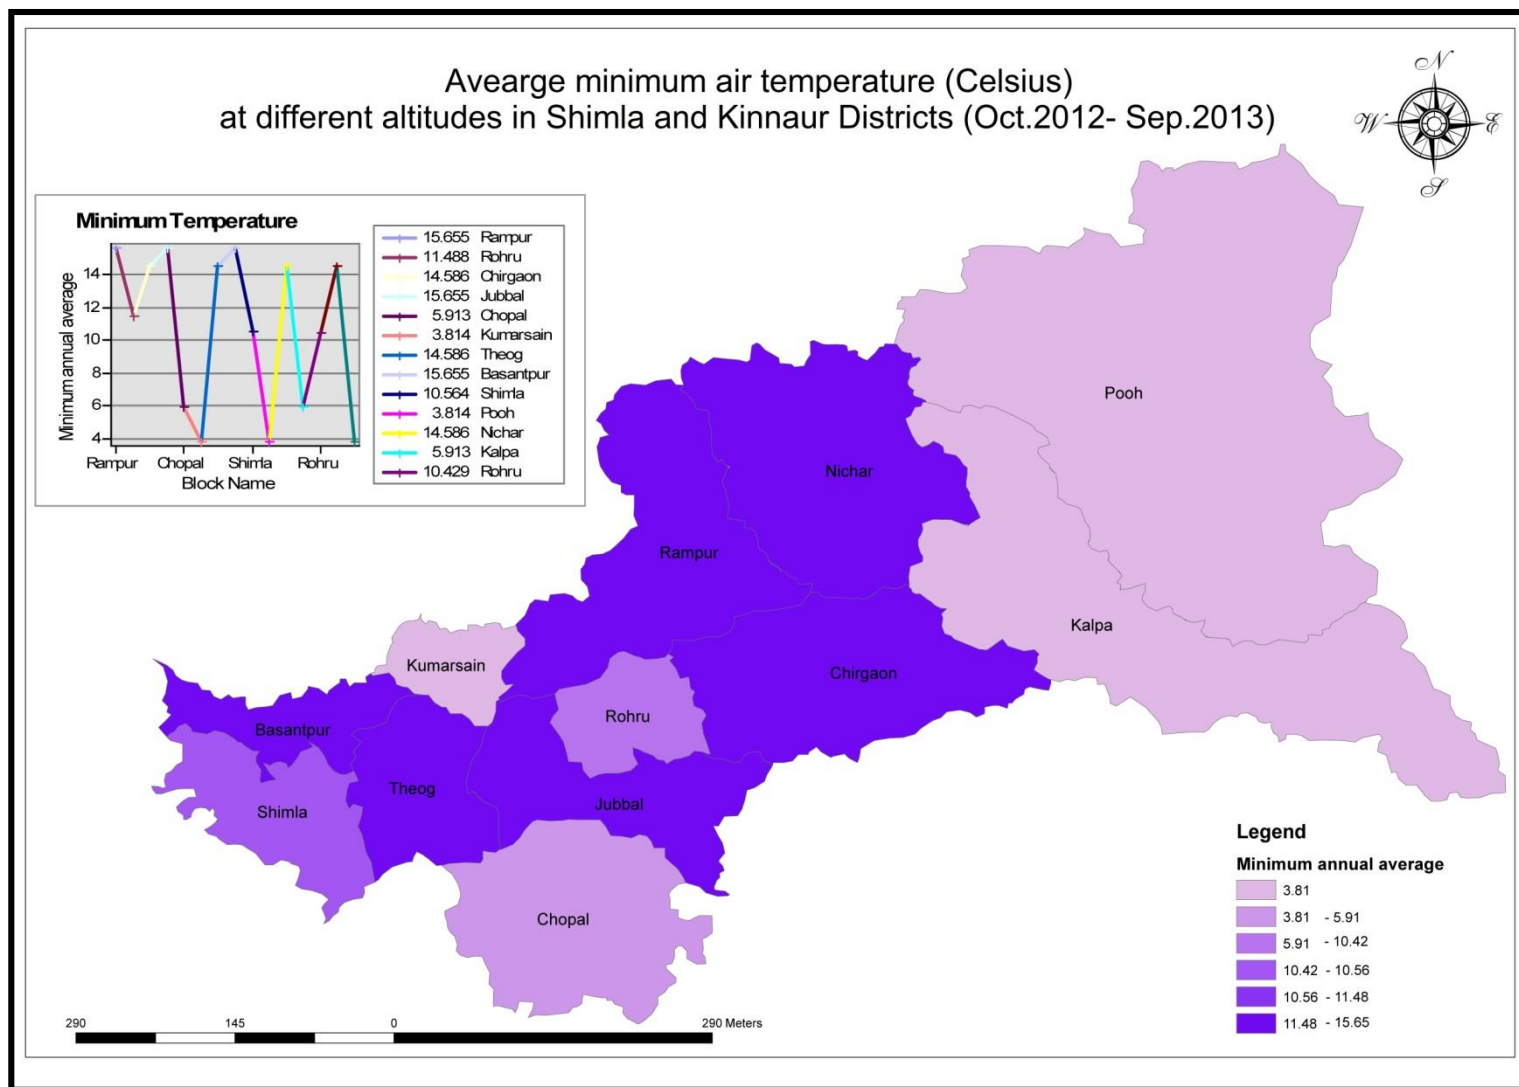 Avearge minimum air temperature (Celsius)
at different altitudes in Shimla and Kinnaur Districts (Oct.2012- Sep.2013)
N
W
E
S
Minimum Temperature
Minimum annual average
14
12
10
8
6
4
Rampur Chopal Shimla Rohru
Block Name
15.655 Rampur
11.488 Rohru
14.586 Chirgaon
15.655 Jubbal
5.913 Chopal
3.814 Kumarsain
14.586 Theog
15.655 Basantpur
10.564 Shimla
3.814 Pooh
14.586 Nichar
5.913 Kalpa
10.429 Rohru
Pooh
Nichar
Rampur
Kalpa
Kumarsain
Chirgaon
Rohru
Basantpur
Theog
Jubbal
Shimla
Chopal
Legend
Minimum annual average
3.81
3.81 - 5.91
5.91 - 10.42
10.42 - 10.56
10.56 - 11.48
11.48 - 15.65
290 145 0 290 Meters